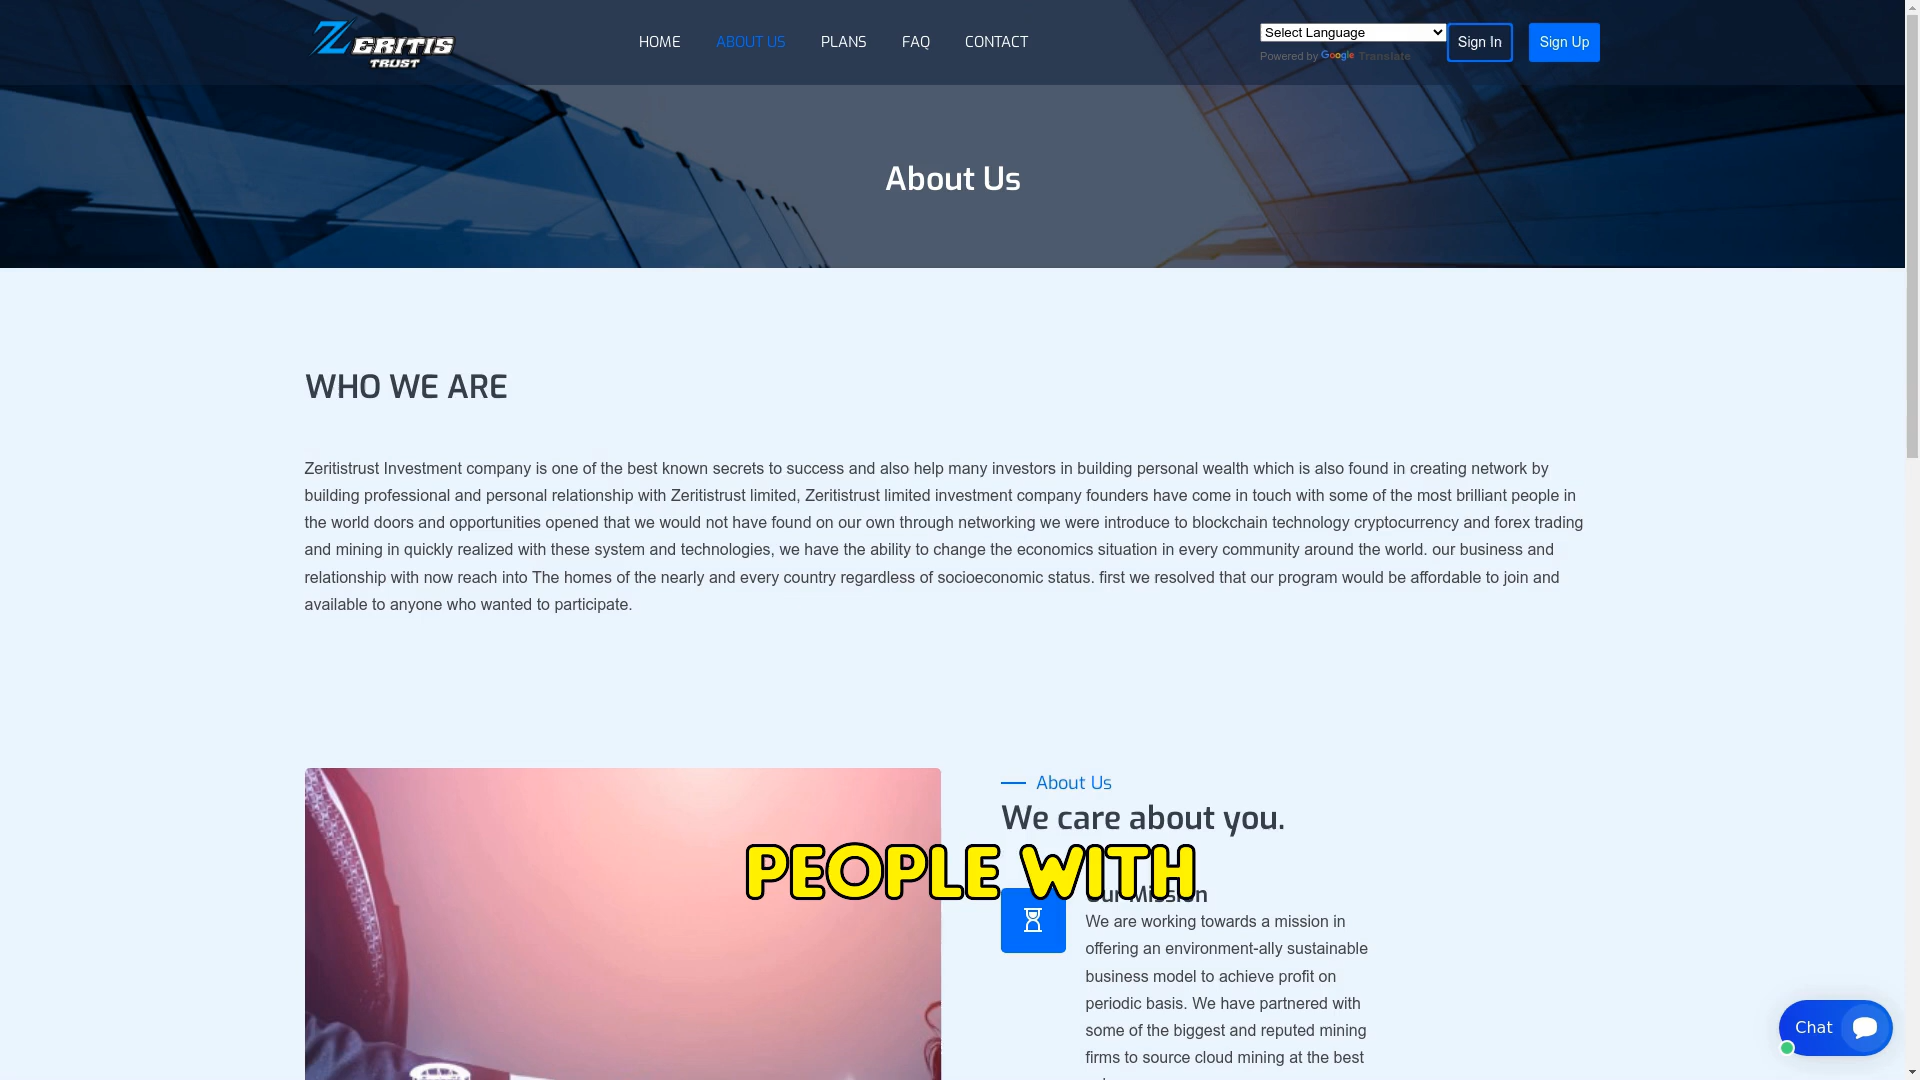 ZERITIS
TRUST
HOME
ABOUT US
PLANS
FAQ
CONTACT
Select Language
Powered by Google Translate
Sign In
Sign Up
About Us
WHO WE ARE
Zeritistrust Investment company is one of the best known secrets to success and also help many investors in building personal wealth which is also found in creating network by
building professional and personal relationship with Zeritistrust limited, Zeritistrust limited investment company founders have come in touch with some of the most brilliant people in
the world doors and opportunities opened that we would not have found on our own through networking we were introduce to blockchain technology cryptocurrency and forex trading
and mining in quickly realized with these system and technologies, we have the ability to change the economics situation in every community around the world. our business and
relationship with now reach into The homes of the nearly and every country regardless of socioeconomic status. first we resolved that our program would be affordable to join and
available to anyone who wanted to participate.
About Us
We care about you.
PEOPLE WITH
Our Mission
We are working towards a mission in
offering an environment-ally sustainable
business model to achieve profit on
periodic basis. We have partnered with
some of the biggest and reputed mining
firms to source cloud mining at the best
Chat